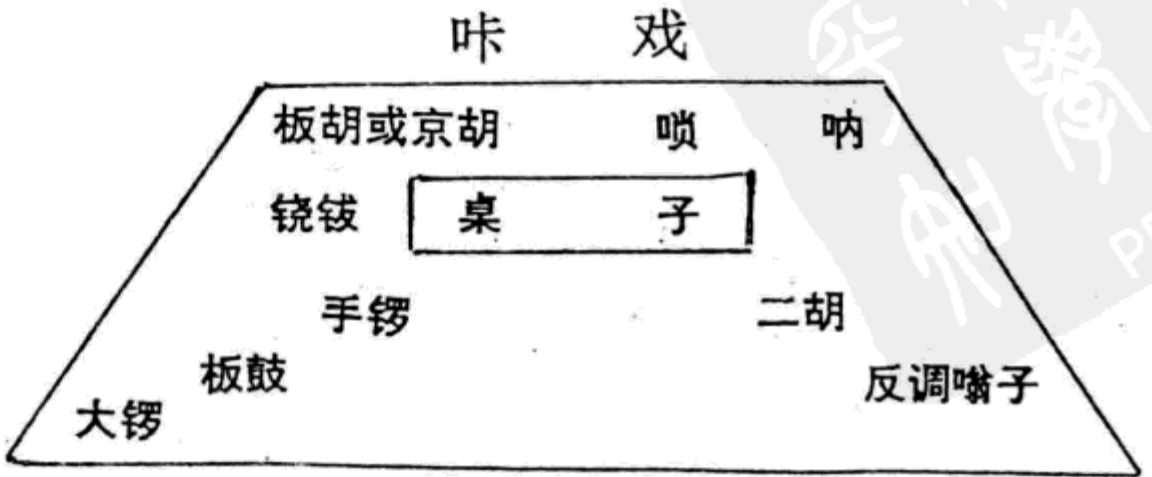 咔 戏
板胡或京胡 唢 呐
铙钹 桌 子
手锣 二胡
板鼓 反调嗡子
大锣